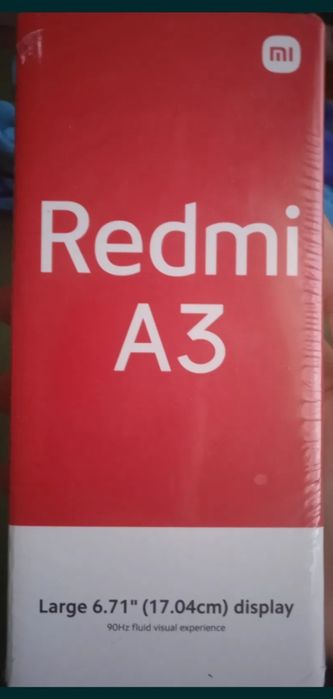 mi
Redmi
A3
Large 6.71" (17.04cm) display
90Hz fluid visual experience